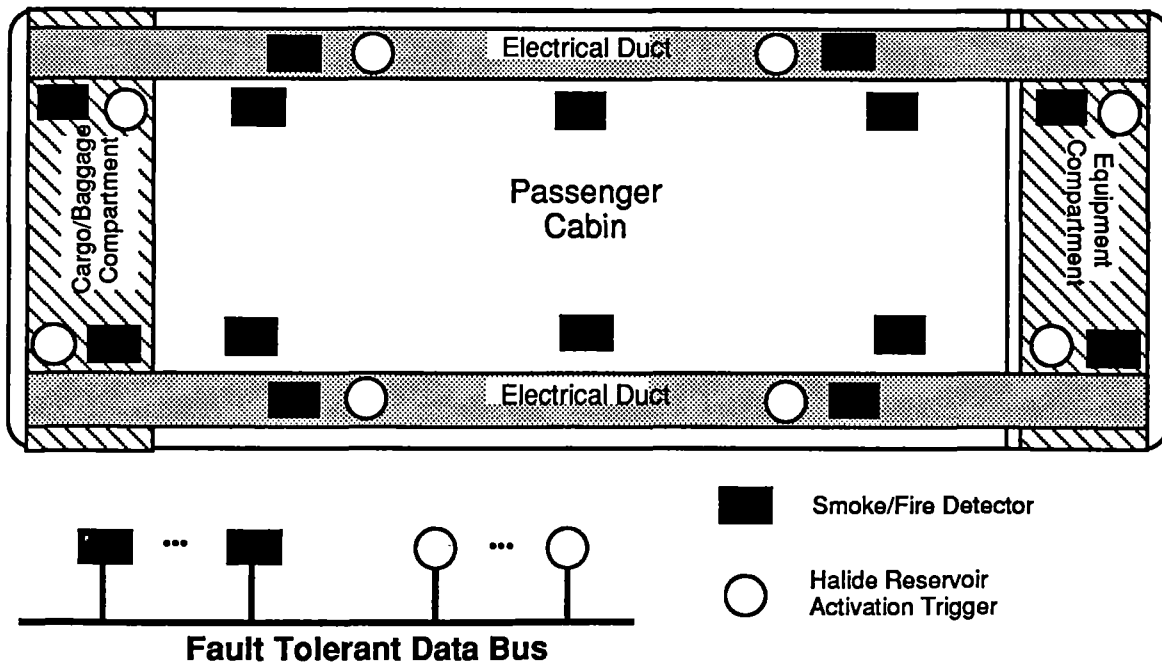 Electrical Duct
Cargo/Baggage
Compartment
Passenger
Cabin
Equipment
Compartment
Electrical Duct
Smoke/Fire Detector
Halide Reservoir
Activation Trigger
...
...
Fault Tolerant Data Bus